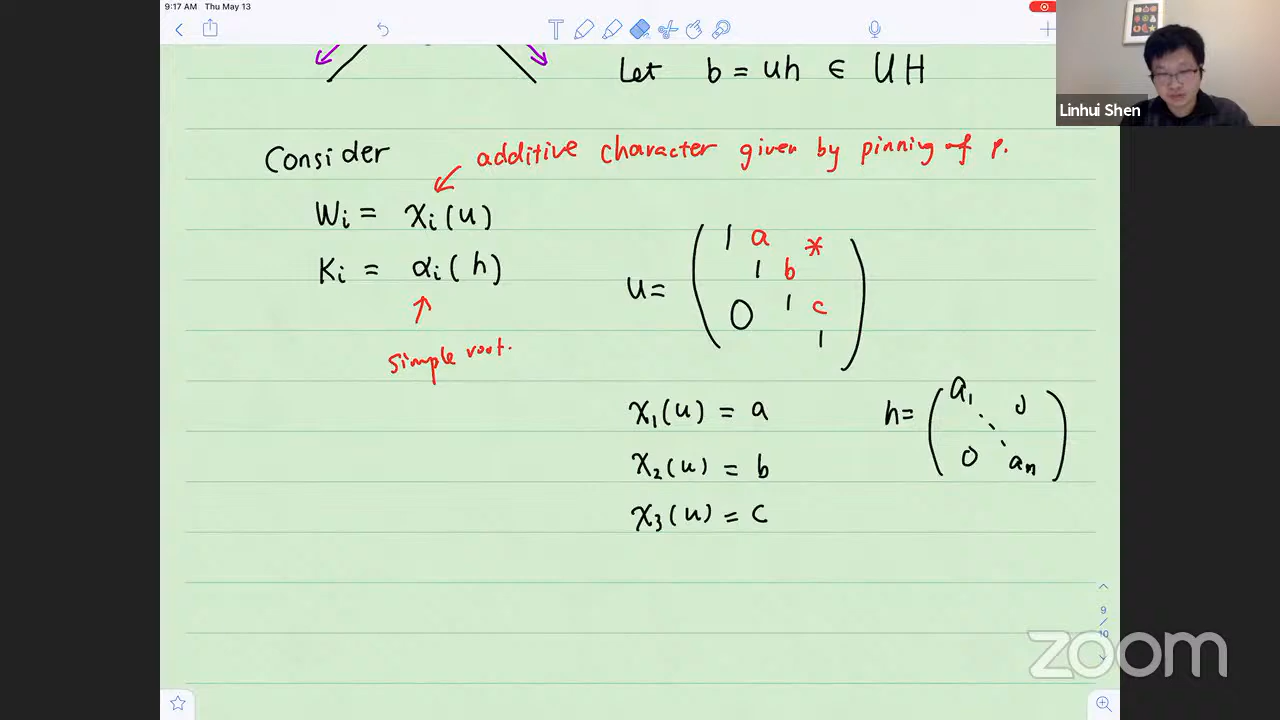 9:17 AM Thu May 13
Let b = uh ∈ UH
Linhui Shen
Consider
additive character given by pinning of p.
Wi = χi(u)
Ki = αi(h)
simple root.
u = ( 1 a *
1 b
0 1 c
1 )
χ1(u) = a
χ2(u) = b
χ3(u) = c
h = ( a1 0
0 an )
9
/
10
zoom